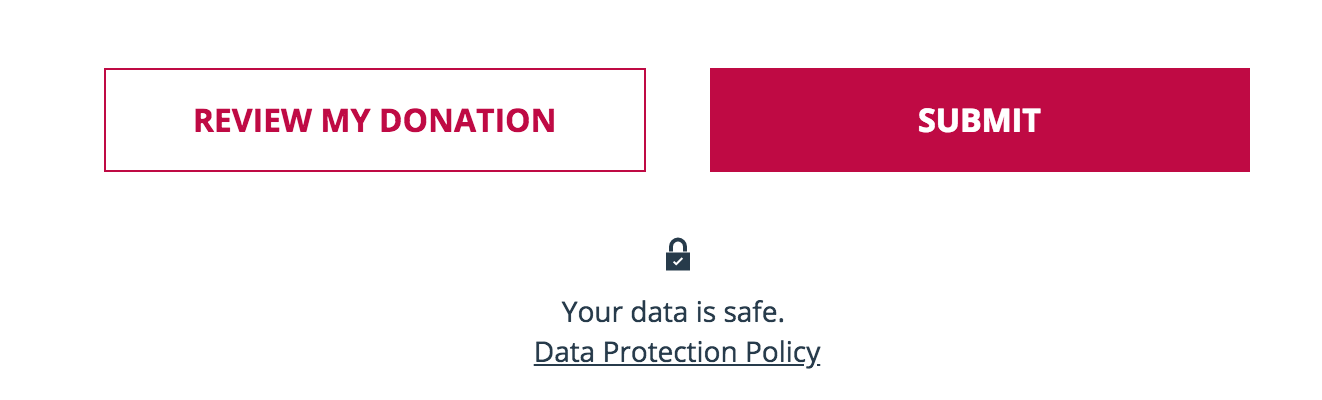 REVIEW MY DONATION
SUBMIT
Your data is safe.
Data Protection Policy